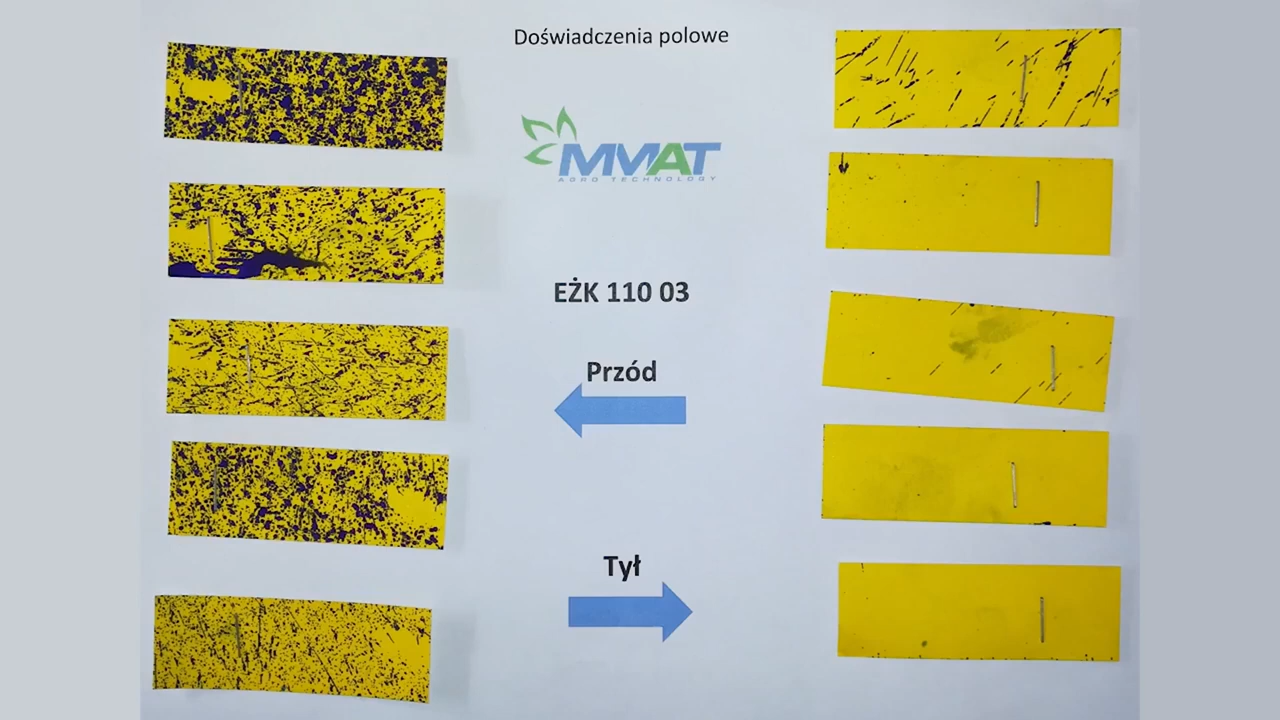 Doświadczenia polowe
MMAT
AGRO TECHNOLOGY
EŻK 110 03
Przód
Tył